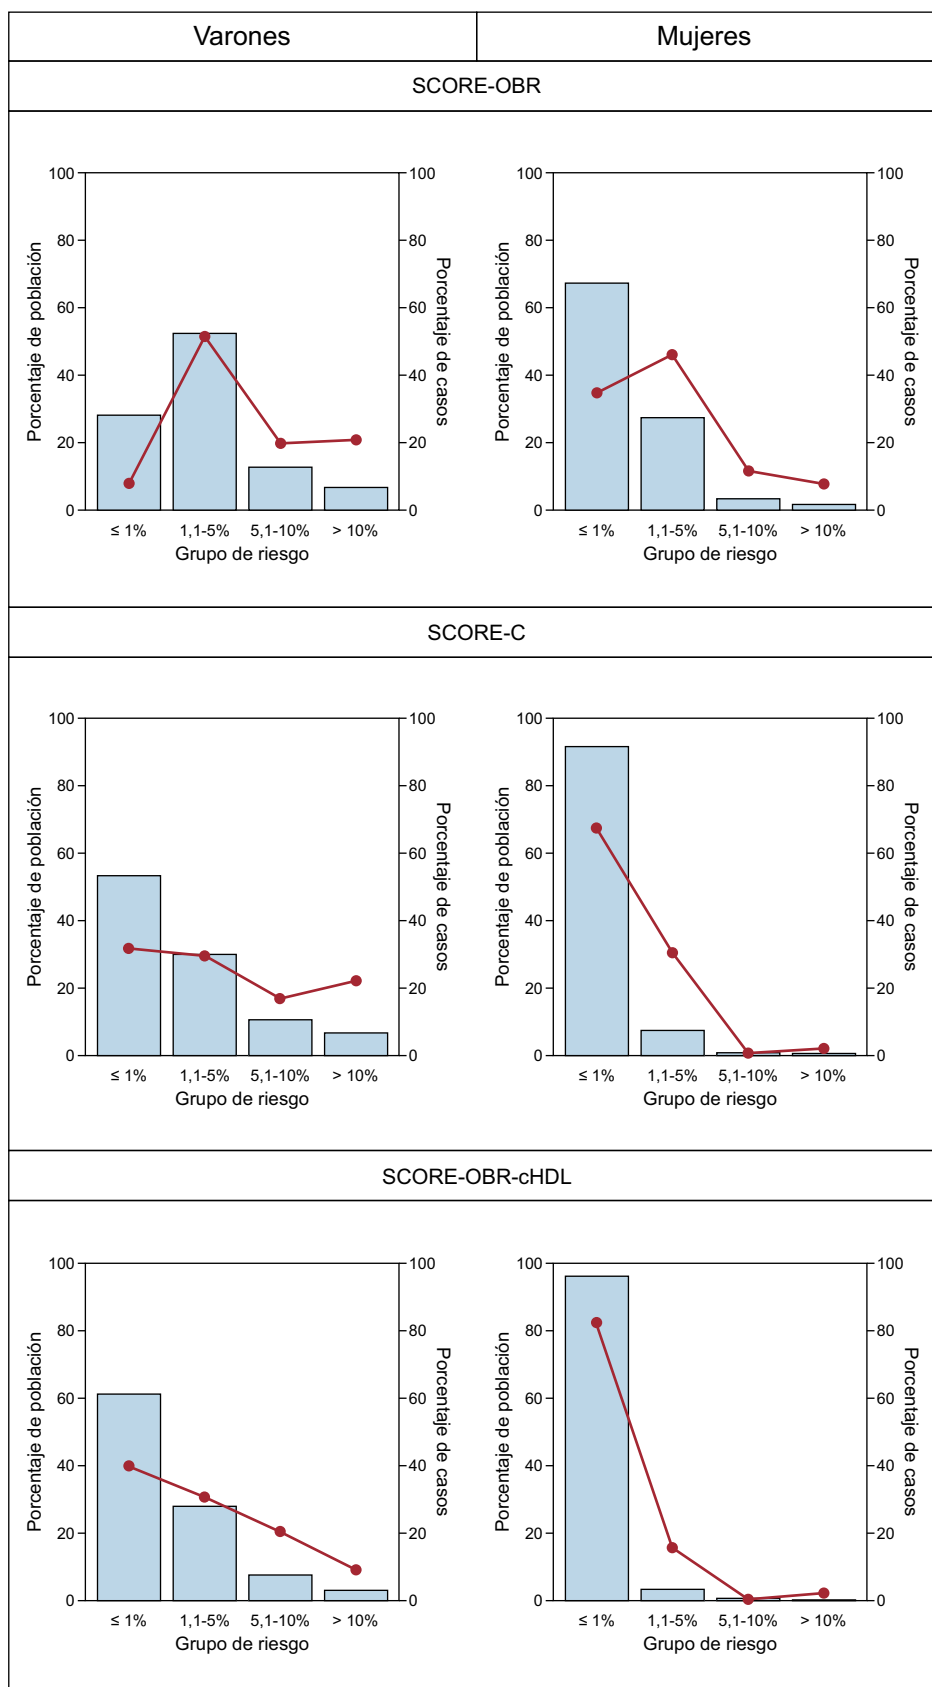 Varones
Mujeres
SCORE-OBR
100
80
60
40
20
0
Porcentaje de población
100
80
60
40
20
0
Porcentaje de casos
≤ 1% 1,1-5% 5,1-10% > 10%
Grupo de riesgo
100
80
60
40
20
0
Porcentaje de población
100
80
60
40
20
0
Porcentaje de casos
≤ 1% 1,1-5% 5,1-10% > 10%
Grupo de riesgo
SCORE-C
100
80
60
40
20
0
Porcentaje de población
100
80
60
40
20
0
Porcentaje de casos
≤ 1% 1,1-5% 5,1-10% > 10%
Grupo de riesgo
100
80
60
40
20
0
Porcentaje de población
100
80
60
40
20
0
Porcentaje de casos
≤ 1% 1,1-5% 5,1-10% > 10%
Grupo de riesgo
SCORE-OBR-cHDL
100
80
60
40
20
0
Porcentaje de población
100
80
60
40
20
0
Porcentaje de casos
≤ 1% 1,1-5% 5,1-10% > 10%
Grupo de riesgo
100
80
60
40
20
0
Porcentaje de población
100
80
60
40
20
0
Porcentaje de casos
≤ 1% 1,1-5% 5,1-10% > 10%
Grupo de riesgo